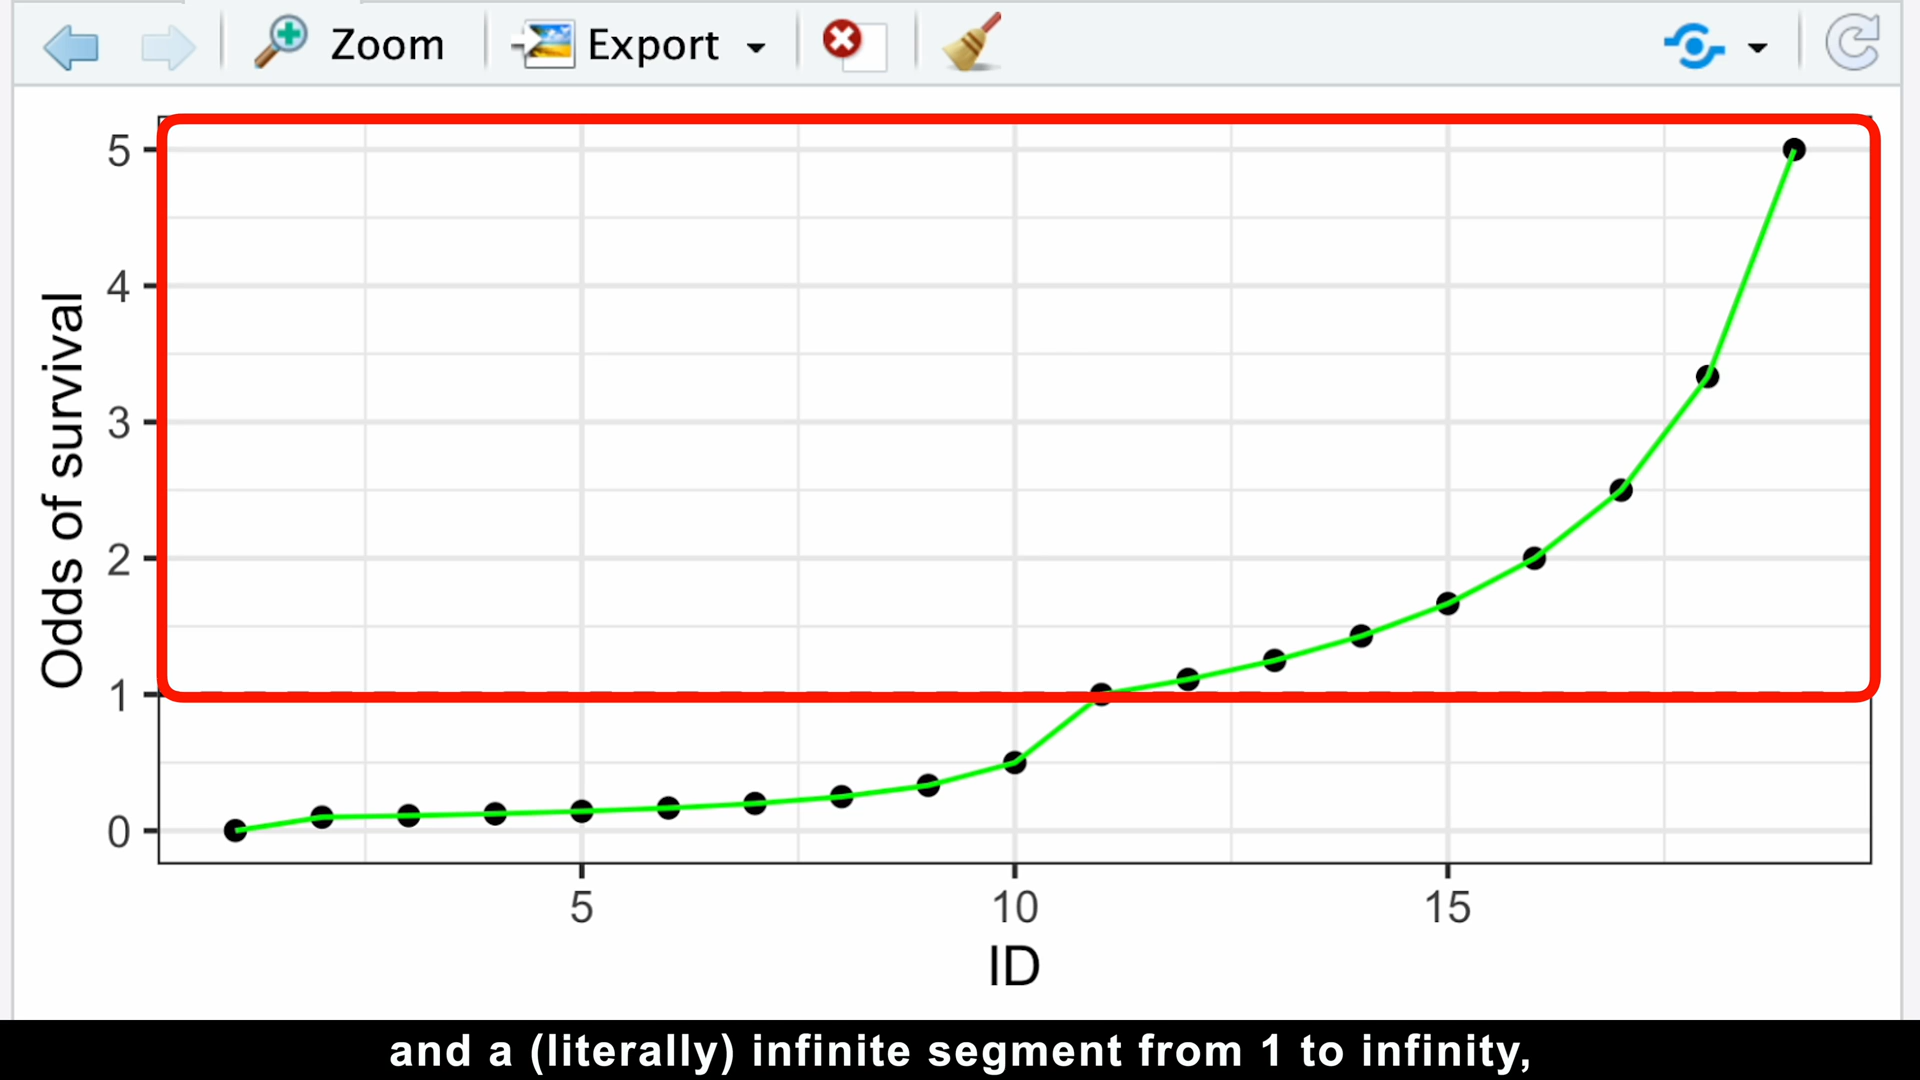 Zoom Export
5
4
3
2
1
0
Odds of survival
5 10 15
ID
and a (literally) infinite segment from 1 to infinity,